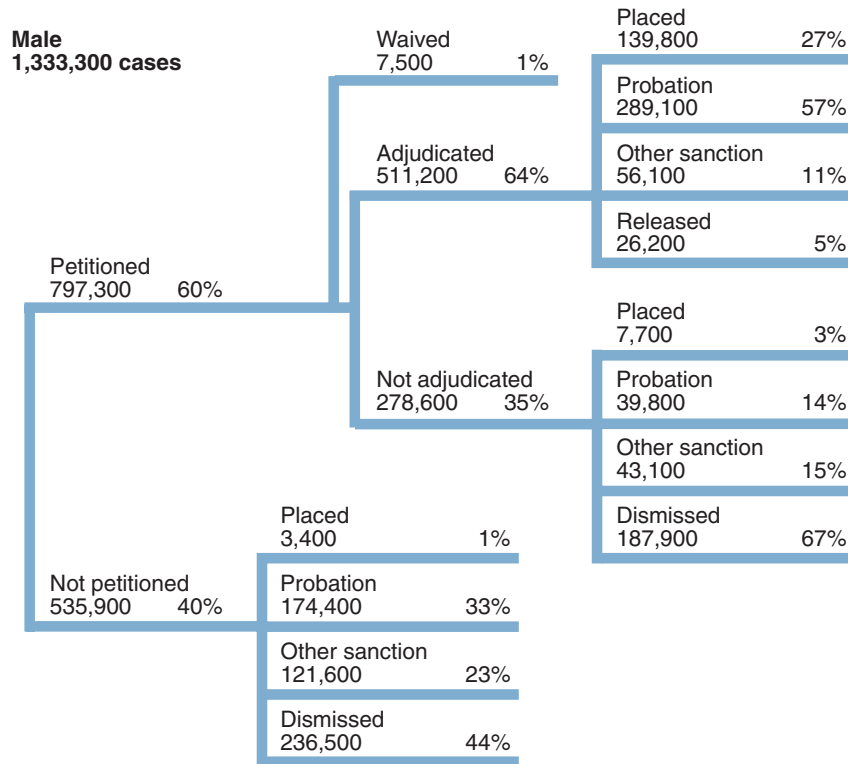 Male
1,333,300 cases
Petitioned
797,300 60%
Waived
7,500 1%
Adjudicated
511,200 64%
Placed
139,800 27%
Probation
289,100 57%
Other sanction
56,100 11%
Released
26,200 5%
Not adjudicated
278,600 35%
Placed
7,700 3%
Probation
39,800 14%
Other sanction
43,100 15%
Dismissed
187,900 67%
Not petitioned
535,900 40%
Placed
3,400 1%
Probation
174,400 33%
Other sanction
121,600 23%
Dismissed
236,500 44%